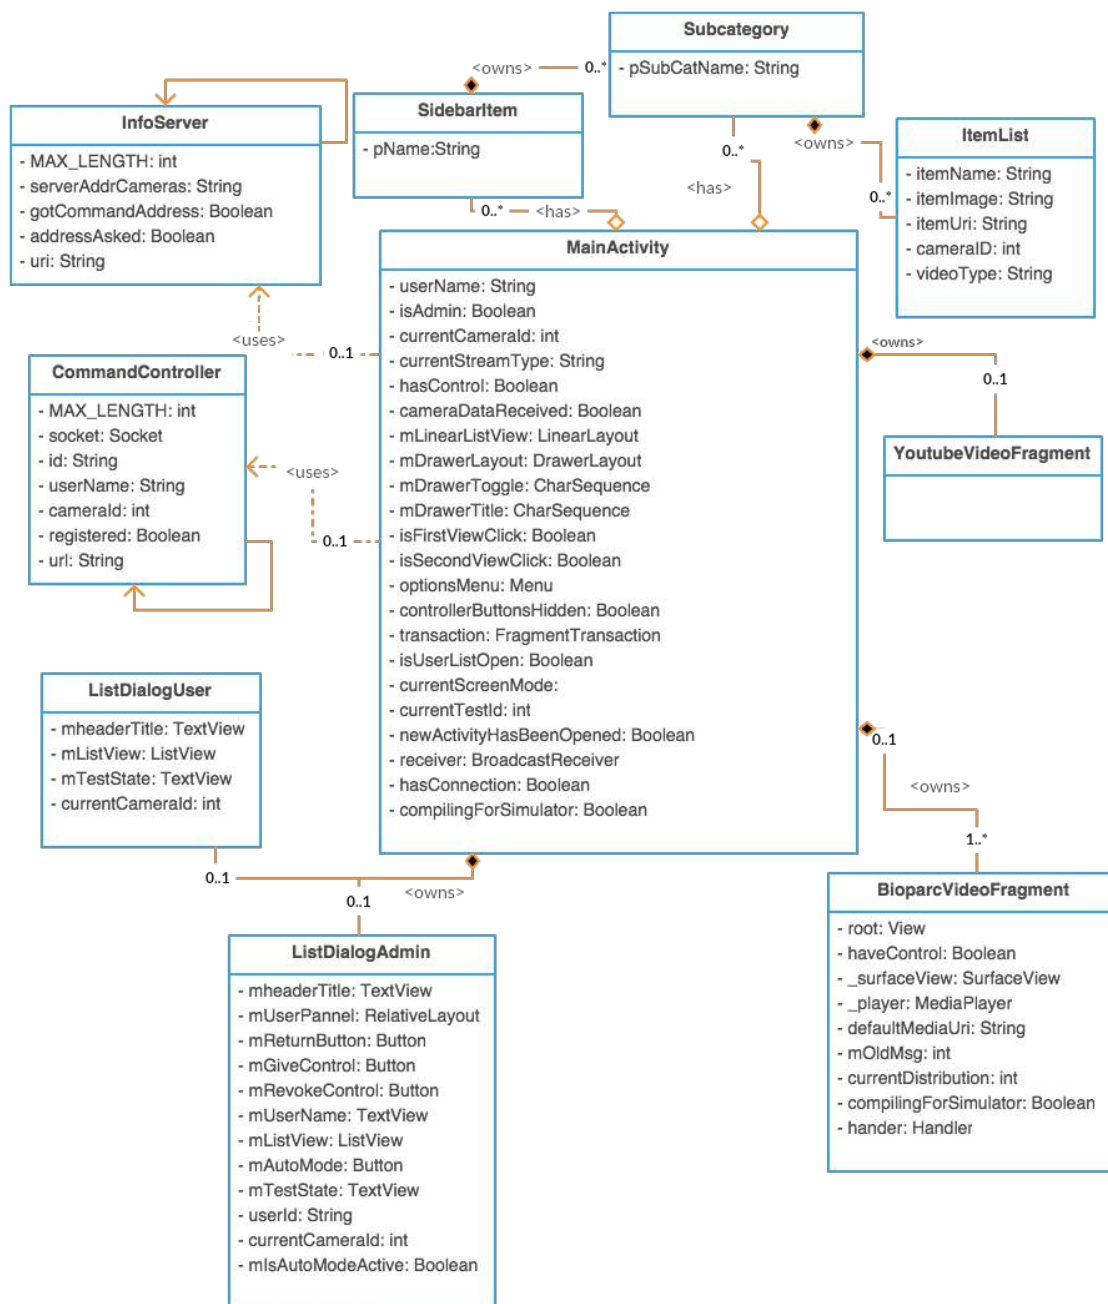 Subcategory
- pSubCatName: String
<owns>
0..*
InfoServer
- MAX_LENGTH: int
- serverAddrCameras: String
- gotCommandAddress: Boolean
- addressAsked: Boolean
- uri: String
SidebarItem
- pName:String
0..*
<has>
0..*
<has>
<owns>
0..*
ItemList
- itemName: String
- itemImage: String
- itemUri: String
- cameraID: int
- videoType: String
MainActivity
- userName: String
- isAdmin: Boolean
- currentCameraId: int
- currentStreamType: String
- hasControl: Boolean
- cameraDataReceived: Boolean
- mLinearListView: LinearLayout
- mDrawerLayout: DrawerLayout
- mDrawerToggle: CharSequence
- mDrawerTitle: CharSequence
- isFirstViewClick: Boolean
- isSecondViewClick: Boolean
- optionsMenu: Menu
- controllerButtonsHidden: Boolean
- transaction: FragmentTransaction
- isUserListOpen: Boolean
- currentScreenMode:
- currentTestId: int
- newActivityHasBeenOpened: Boolean
- receiver: BroadcastReceiver
- hasConnection: Boolean
- compilingForSimulator: Boolean
<uses>
0..1
CommandController
- MAX_LENGTH: int
- socket: Socket
- id: String
- userName: String
- cameraId: int
- registered: Boolean
- url: String
<uses>
0..1
<owns>
0..1
YoutubeVideoFragment
ListDialogUser
- mheaderTitle: TextView
- mListView: ListView
- mTestState: TextView
- currentCameraId: int
0..1
<owns>
0..1
0..1
<owns>
1..*
BioparcVideoFragment
- root: View
- haveControl: Boolean
- _surfaceView: SurfaceView
- _player: MediaPlayer
- defaultMediaUri: String
- mOldMsg: int
- currentDistribution: int
- compilingForSimulator: Boolean
- hander: Handler
ListDialogAdmin
- mheaderTitle: TextView
- mUserPannel: RelativeLayout
- mReturnButton: Button
- mGiveControl: Button
- mRevokeControl: Button
- mUserName: TextView
- mListView: ListView
- mAutoMode: Button
- mTestState: TextView
- userId: String
- currentCameraId: int
- mIsAutoModeActive: Boolean